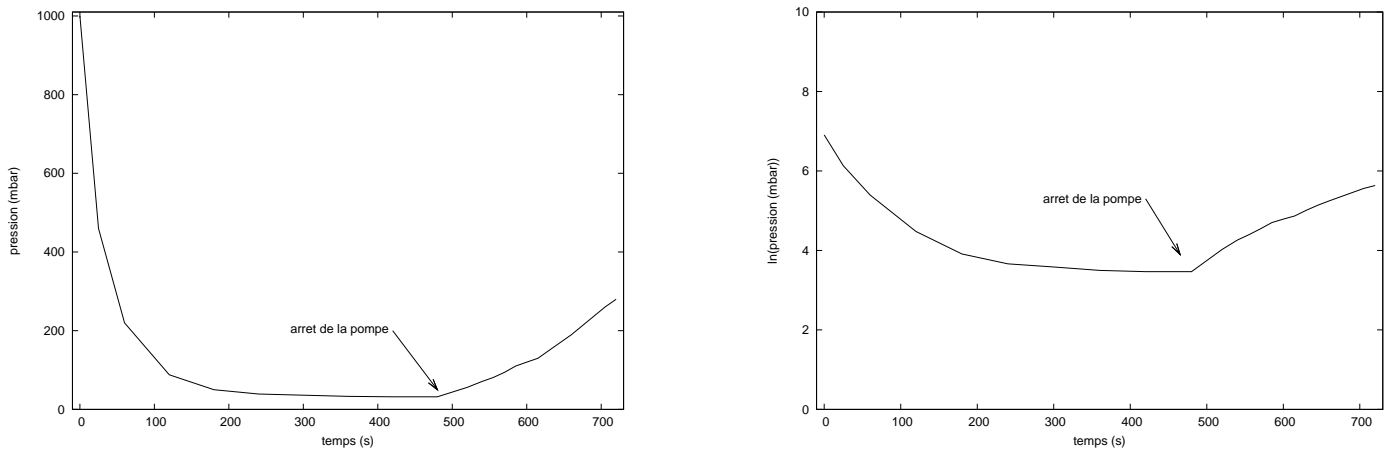 1000
800
600
400
200
0
pression (mbar)
arret de la pompe
0 100 200 300 400 500 600 700
temps (s)
10
8
6
4
2
0
ln(pression (mbar))
arret de la pompe
0 100 200 300 400 500 600 700
temps (s)